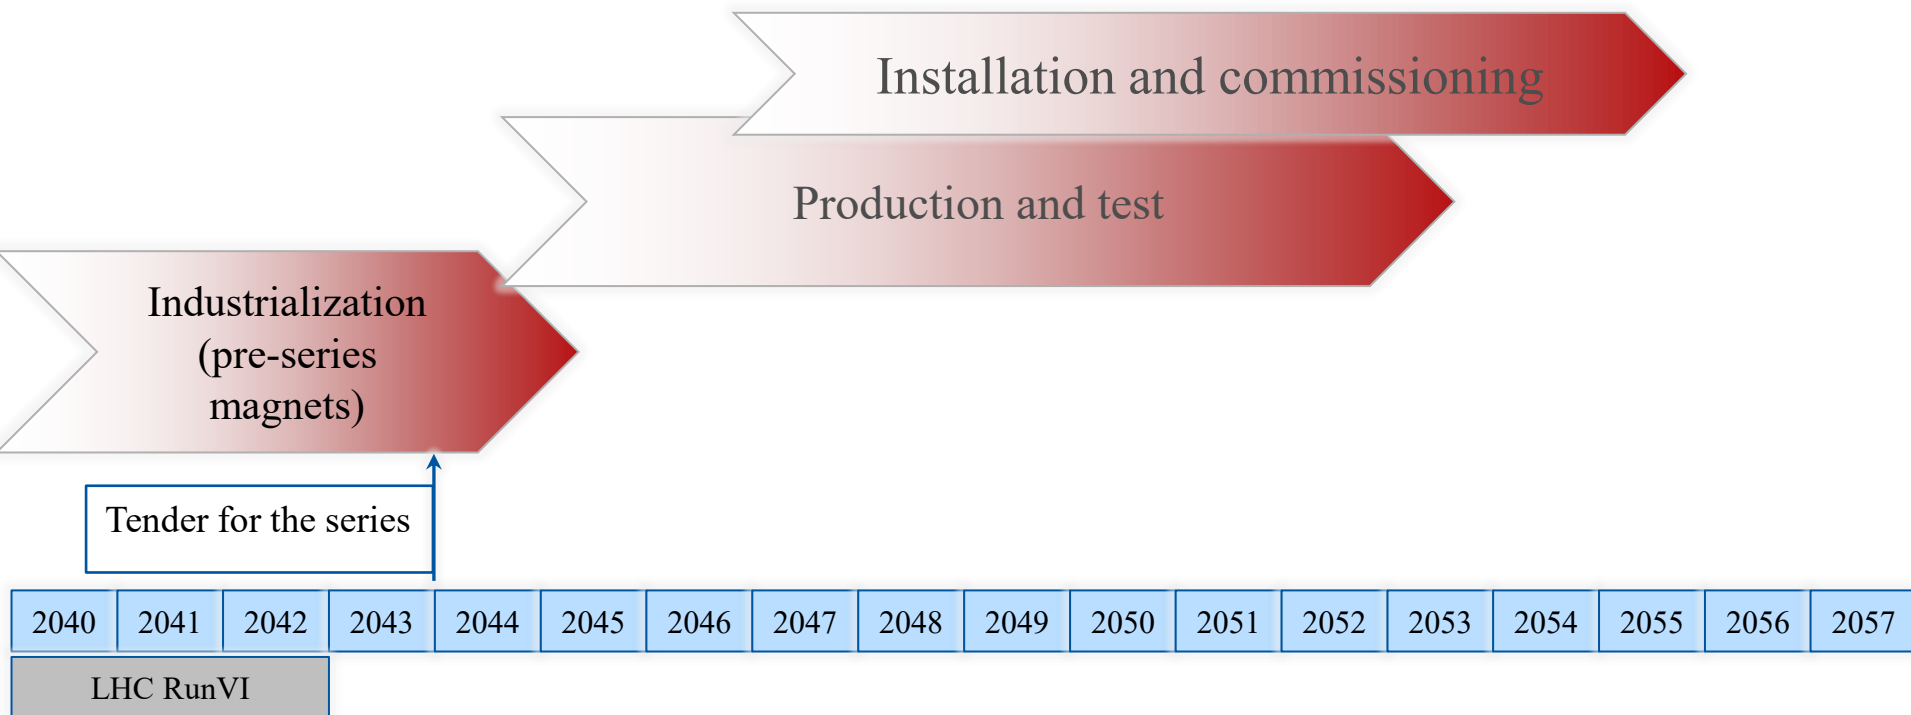 Installation and commissioning
Production and test
Industrialization
(pre-series
magnets)
Tender for the series
2040 2041 2042 2043 2044 2045 2046 2047 2048 2049 2050 2051 2052 2053 2054 2055 2056 2057
LHC RunVI